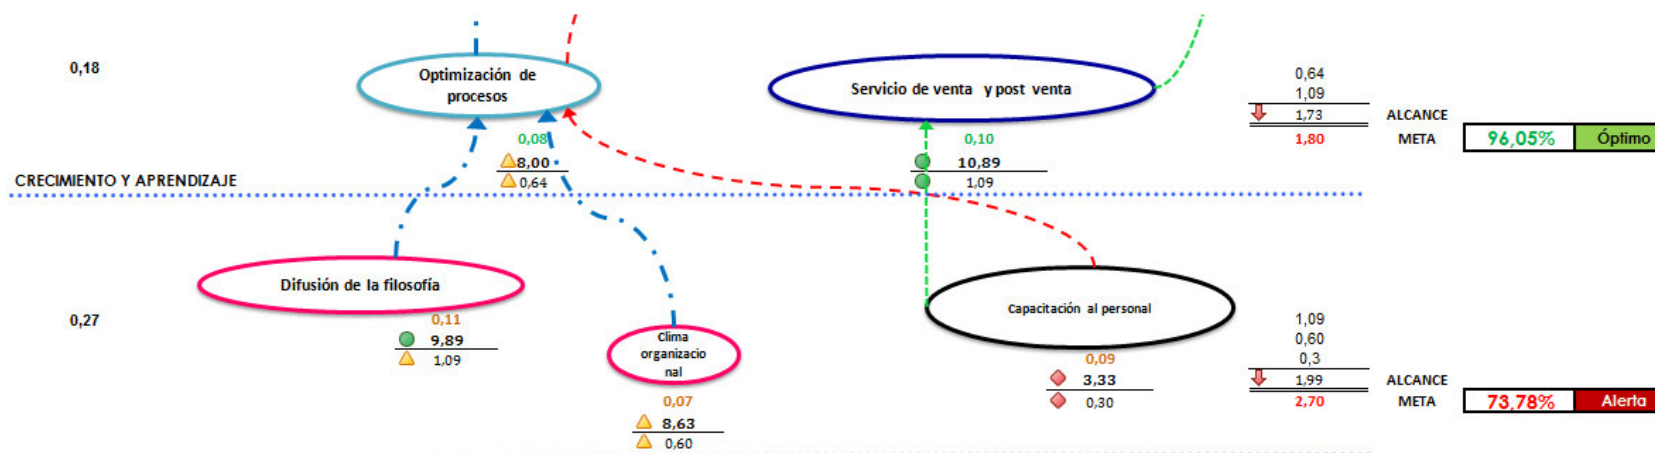 0,18
Optimización de
procesos
Servicio de venta y post venta
0,64
1,09
1,73 ALCANCE
1,80 META 96,05% Óptimo
0,08
8,00
0,64
0,10
10,89
1,09
CRECIMIENTO Y APRENDIZAJE
0,27
Difusión de la filosofía
0,11
9,89
1,09
Clima
organizacio
nal
0,07
8,63
0,60
Capacitación al personal
0,09
3,33
0,30
1,09
0,60
0,3
1,99 ALCANCE
2,70 META 73,78% Alerta